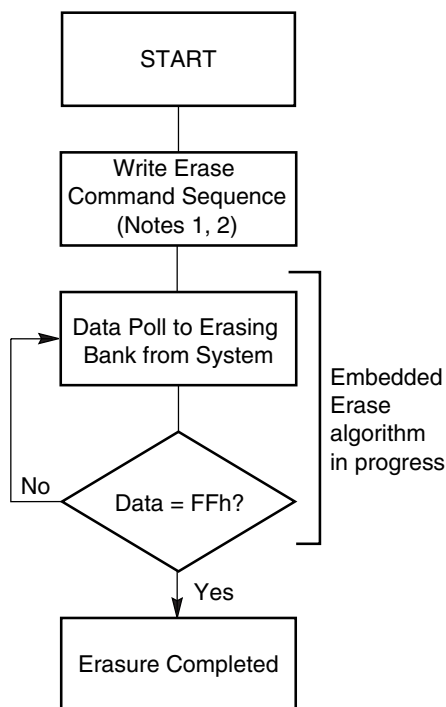 START
Write Erase
Command Sequence
(Notes 1, 2)
Data Poll to Erasing
Bank from System
Embedded
Erase
algorithm
in progress
No
Data = FFh?
Yes
Erasure Completed